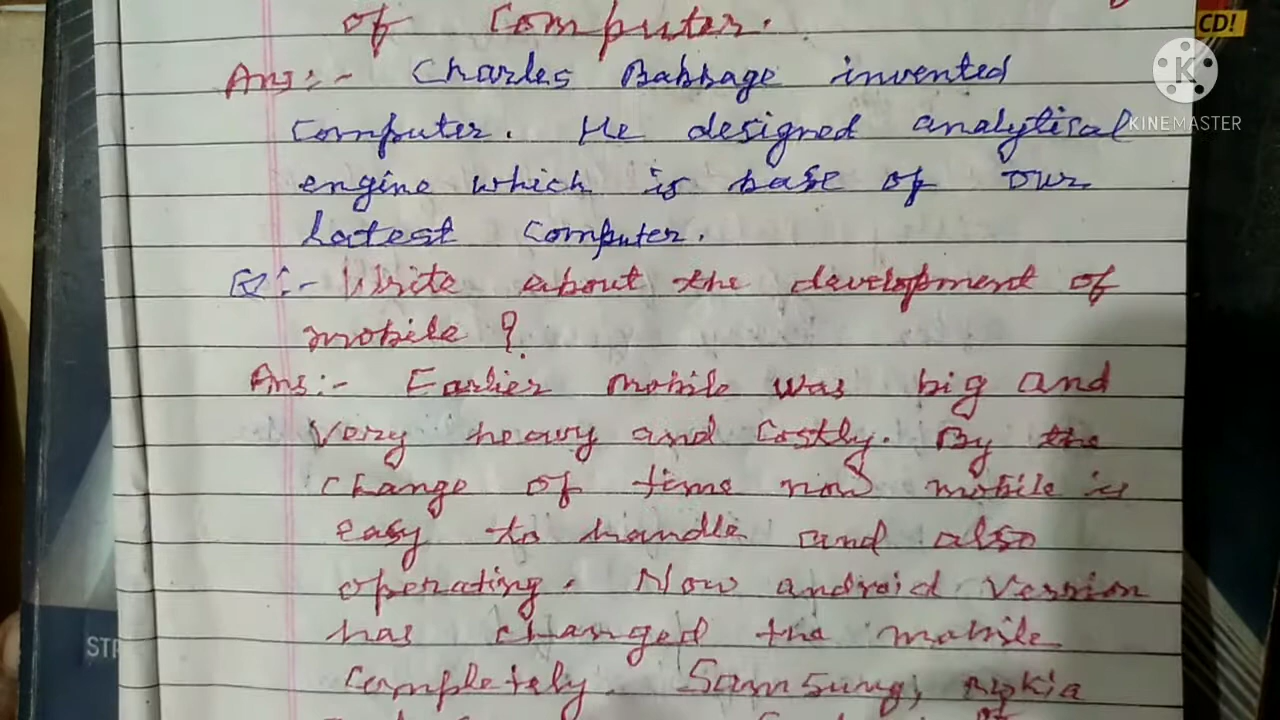 of Computer.
CD!
Ans:- Charles Babbage invented
KINEMASTER
Computer. He designed analytical
engine which is base of our
Latest Computer.
Q:- Write about the development of
mobile ?
Ans:- Earlier mobile was big and
Very heavy and Costly. By the
Change of time now mobile is
easy to handle and also
operating. Now android Version
has changed the mobile
Completely. Samsung, Nokia